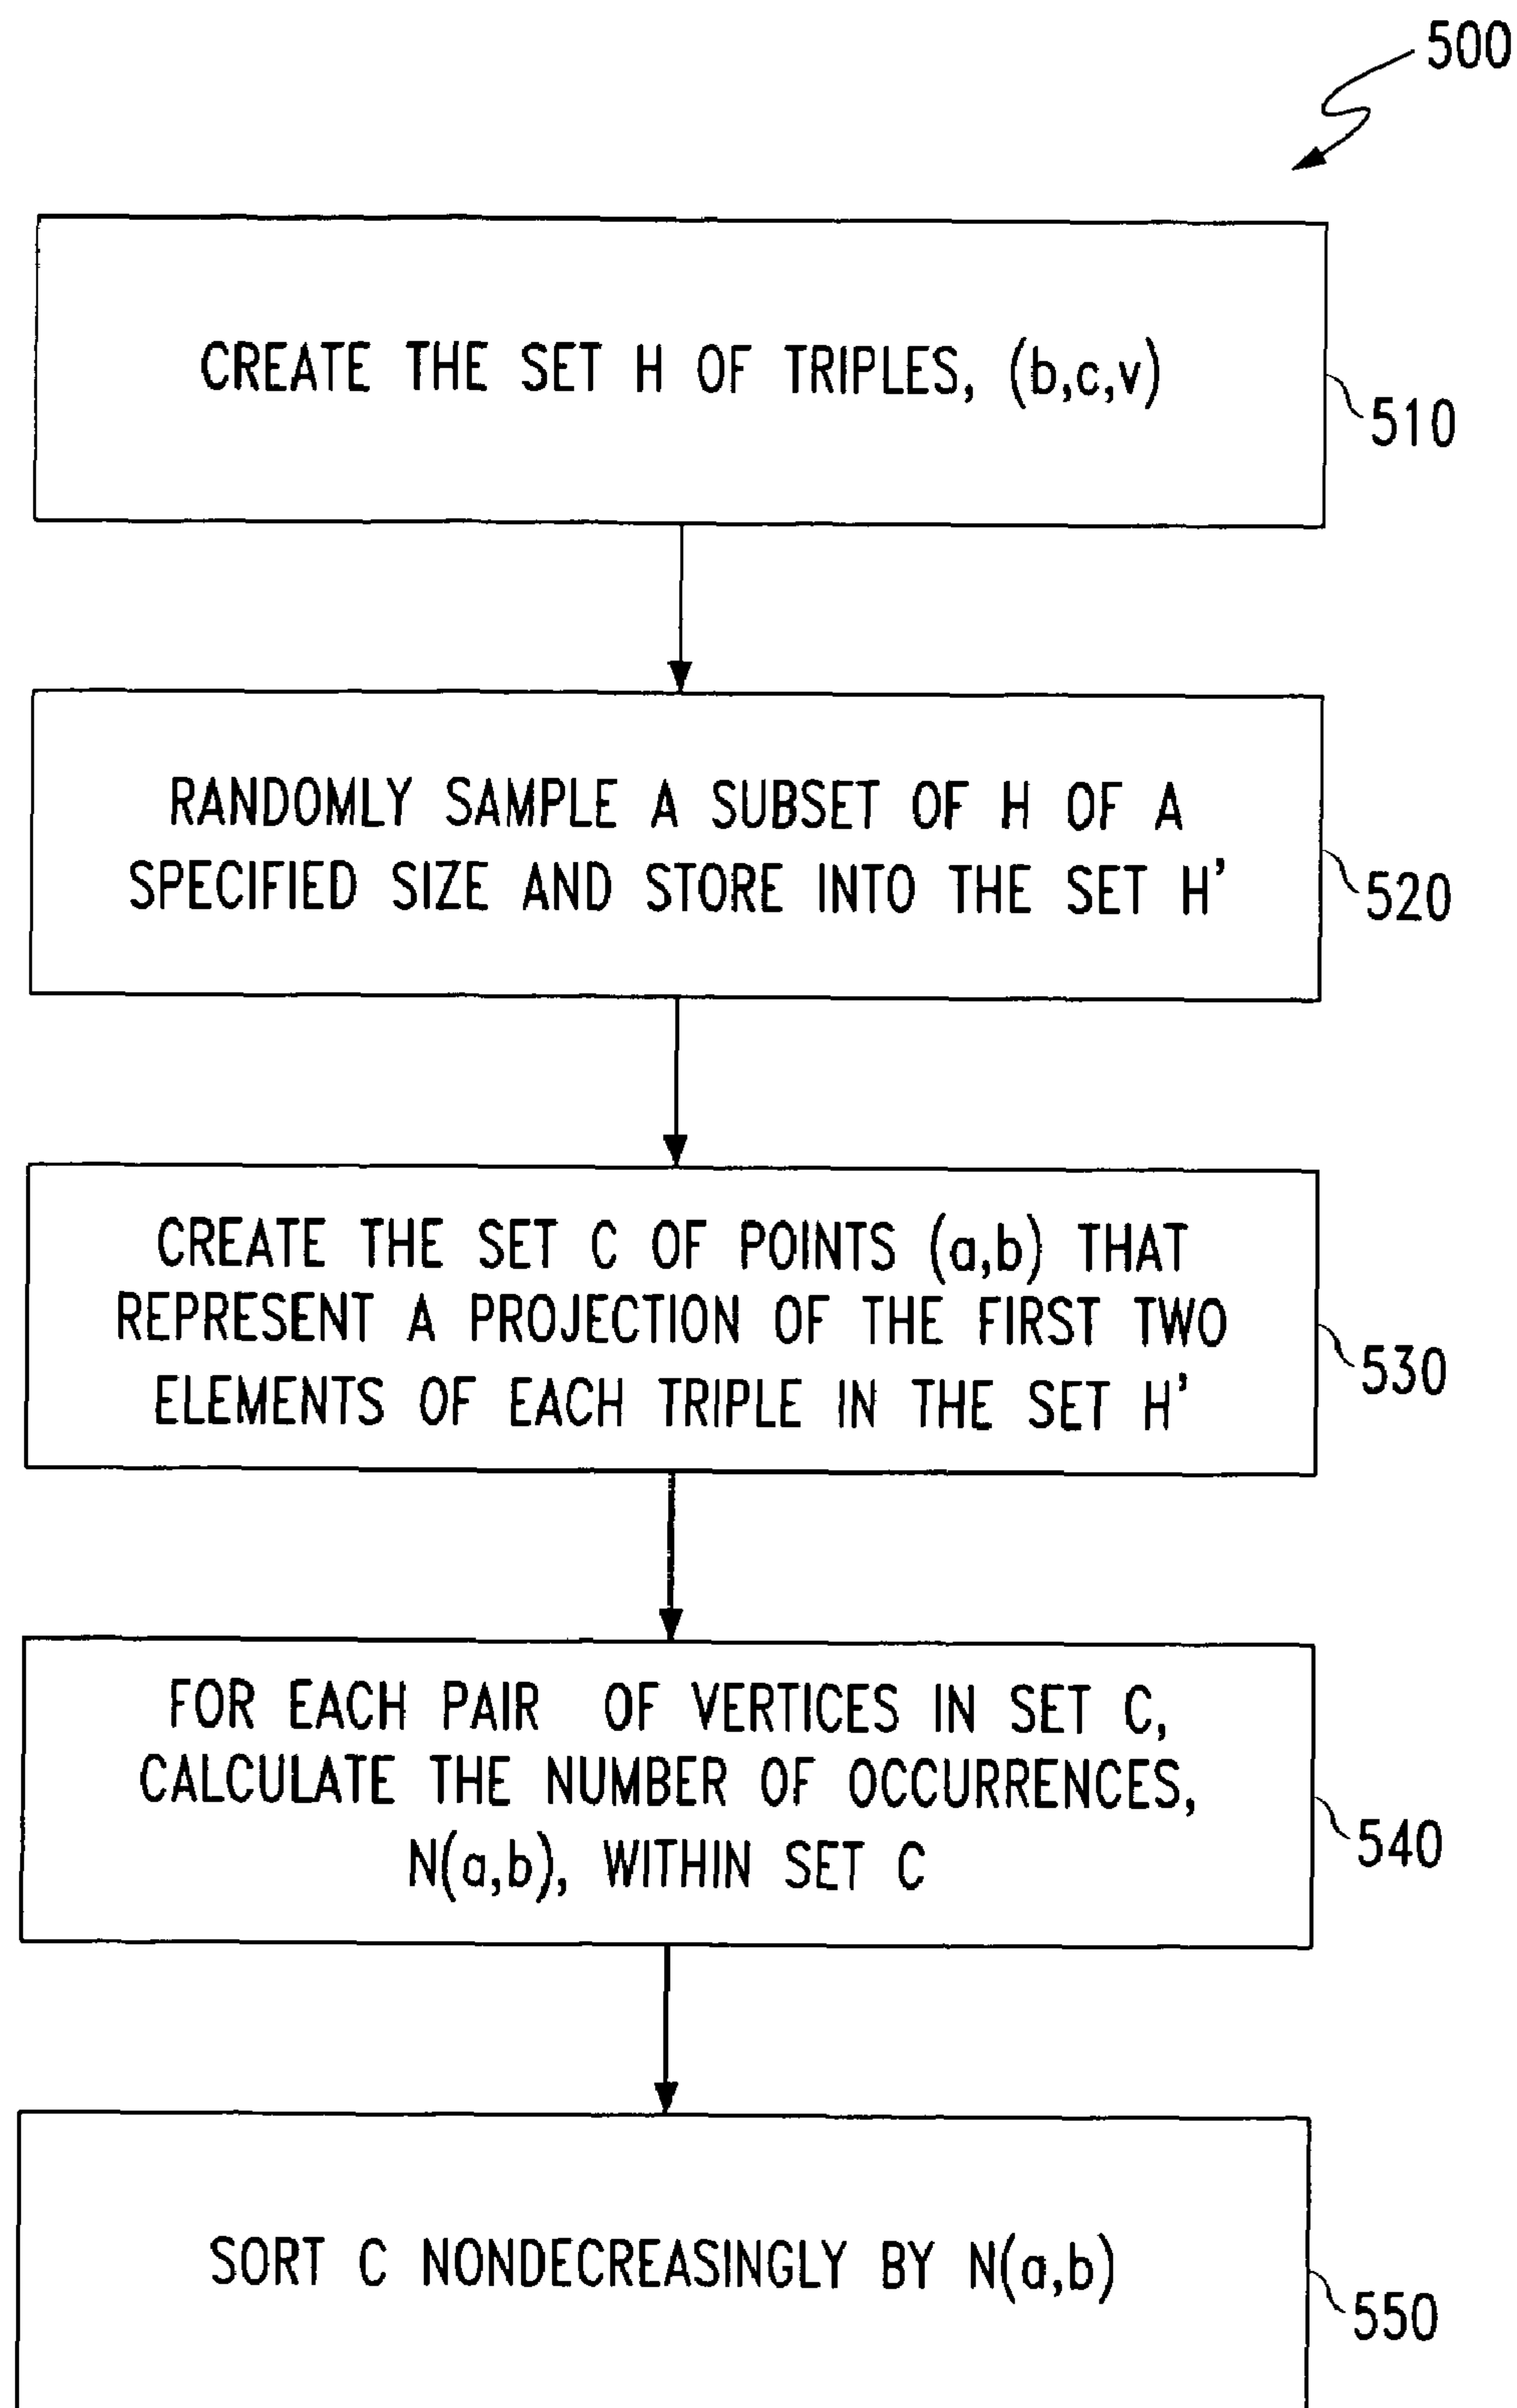 500
CREATE THE SET H OF TRIPLES, (b,c,v)
510
RANDOMLY SAMPLE A SUBSET OF H OF A
SPECIFIED SIZE AND STORE INTO THE SET H'
520
CREATE THE SET C OF POINTS (a,b) THAT
REPRESENT A PROJECTION OF THE FIRST TWO
ELEMENTS OF EACH TRIPLE IN THE SET H'
530
FOR EACH PAIR OF VERTICES IN SET C,
CALCULATE THE NUMBER OF OCCURRENCES,
N(a,b), WITHIN SET C
540
SORT C NONDECREASINGLY BY N(a,b)
550